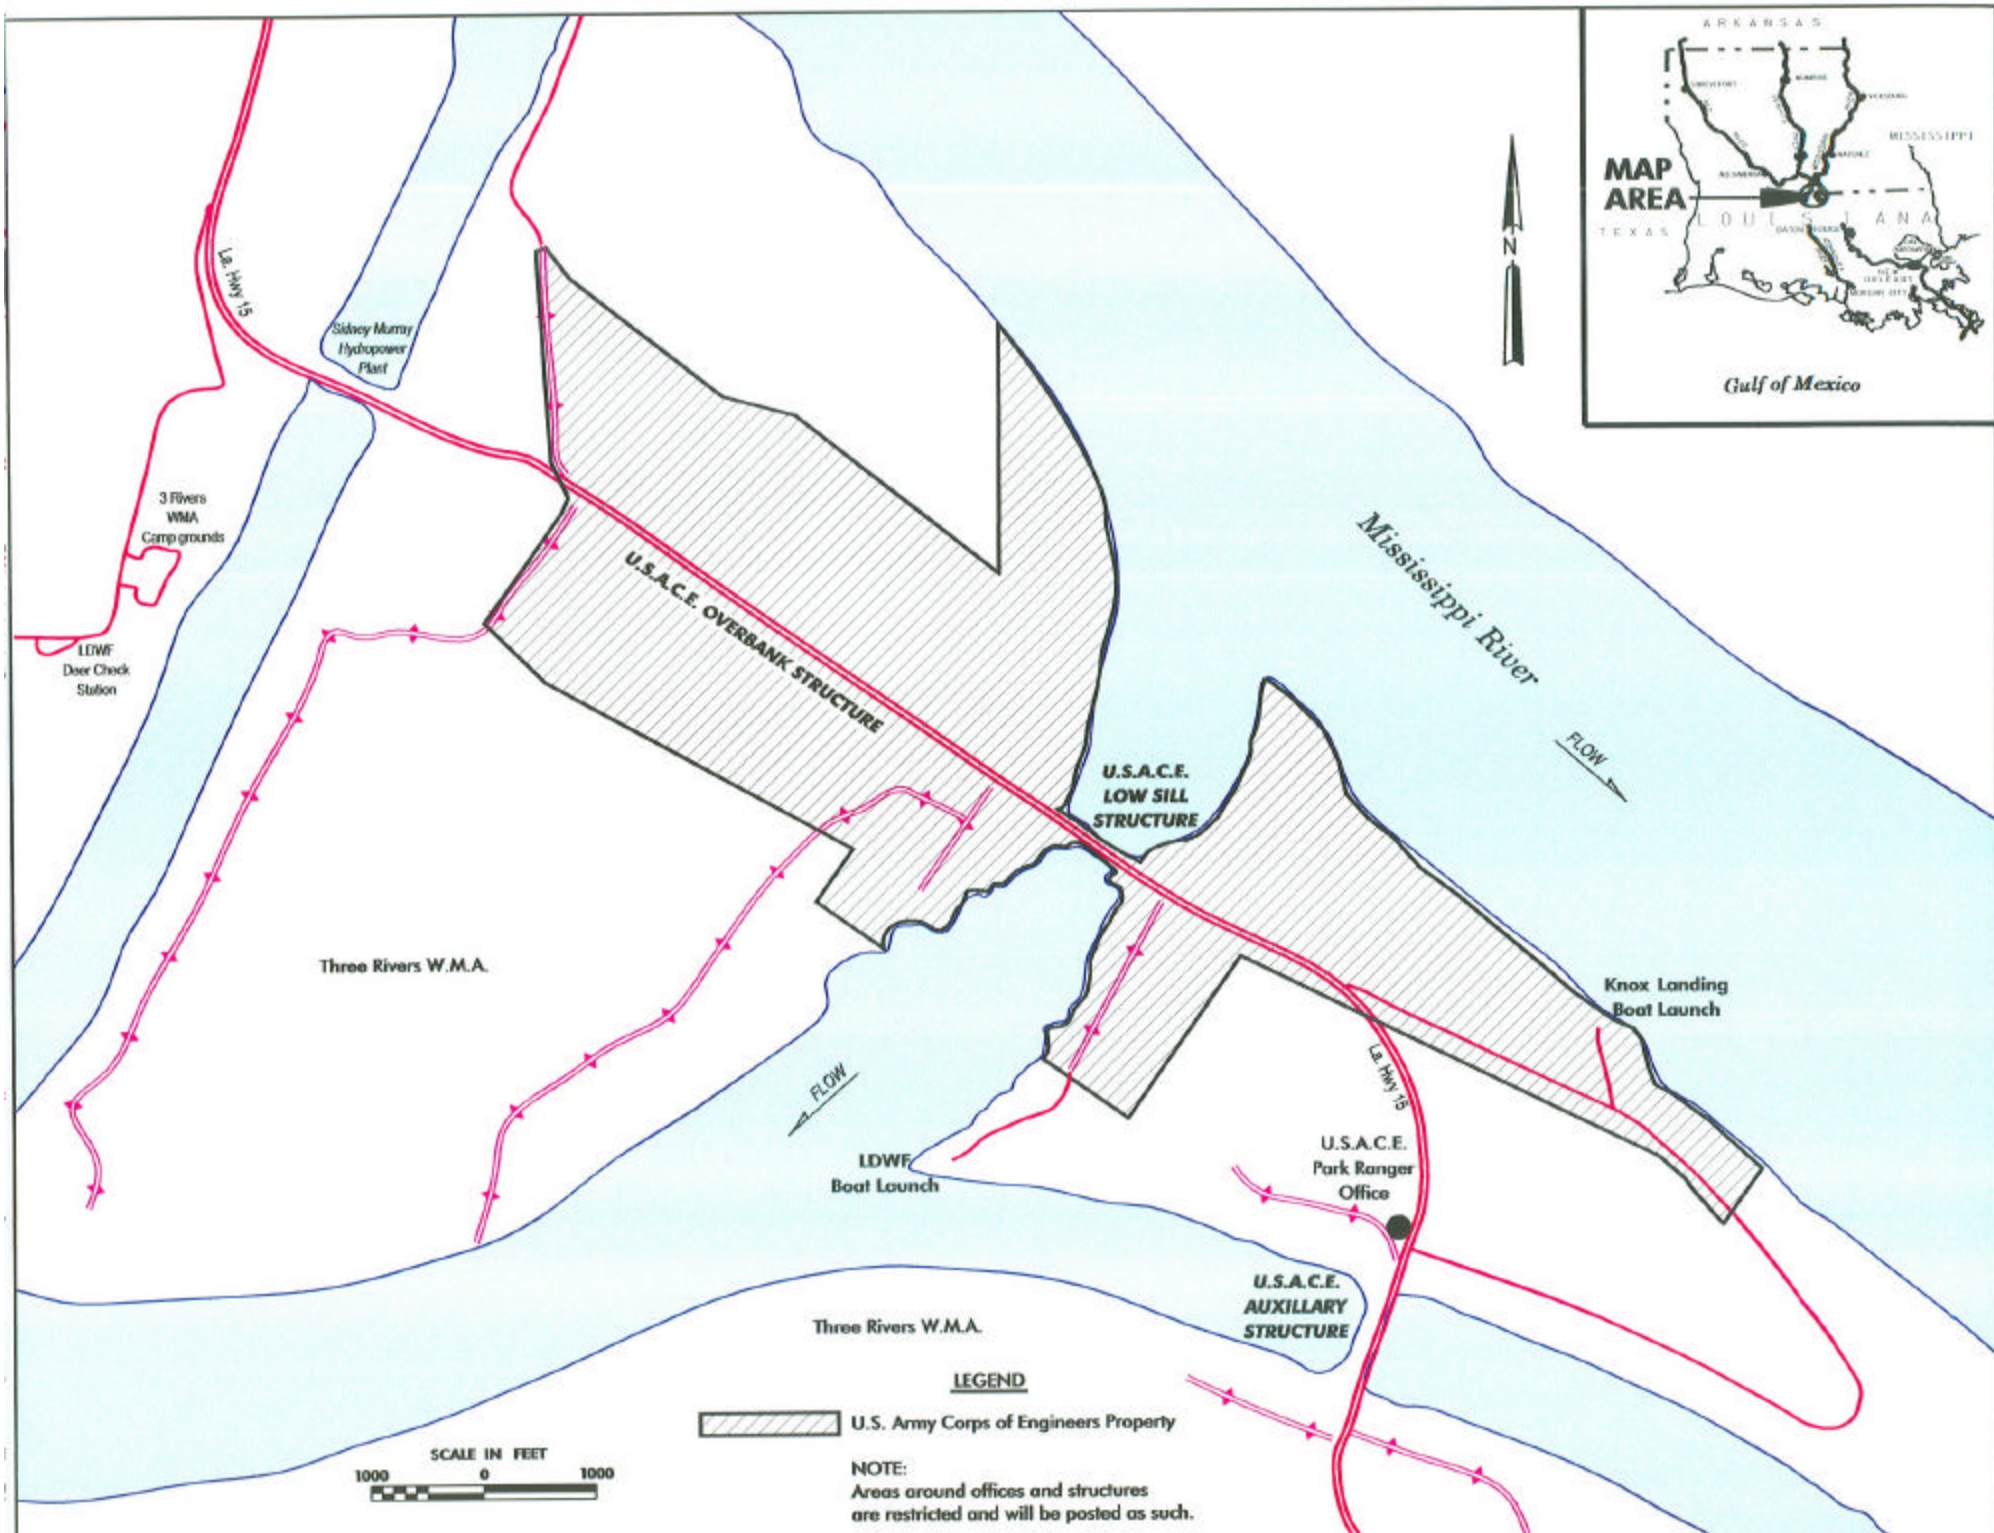 ARKANSAS
MISSISSIPPI
MAP
AREA
LOUISIANA
TEXAS
Gulf of Mexico
N
La. Hwy 15
Sidney Murray
Hydropower
Plant
3 Rivers
WMA
Camp grounds
LDWF
Deer Check
Station
U.S.A.C.E. OVERBANK STRUCTURE
Mississippi River
FLOW
U.S.A.C.E.
LOW SILL
STRUCTURE
Three Rivers W.M.A.
Knox Landing
Boat Launch
La. Hwy 15
FLOW
U.S.A.C.E.
Park Ranger
Office
LDWF
Boat Launch
U.S.A.C.E.
AUXILLARY
STRUCTURE
Three Rivers W.M.A.
LEGEND
U.S. Army Corps of Engineers Property
SCALE IN FEET
1000 0 1000
NOTE:
Areas around offices and structures
are restricted and will be posted as such.